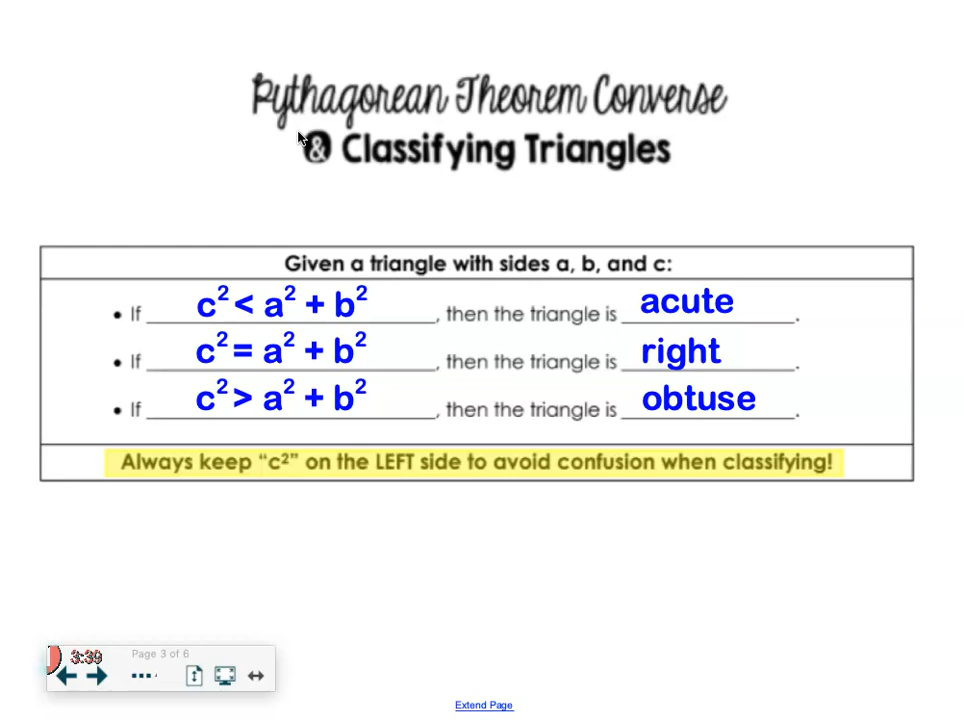 Pythagorean Theorem Converse
& Classifying Triangles
Given a triangle with sides a, b, and c:
• If c² < a² + b², then the triangle is acute.
• If c² = a² + b², then the triangle is right.
• If c² > a² + b², then the triangle is obtuse.
Always keep “c²” on the LEFT side to avoid confusion when classifying!
3:39
Page 3 of 6
Extend Page